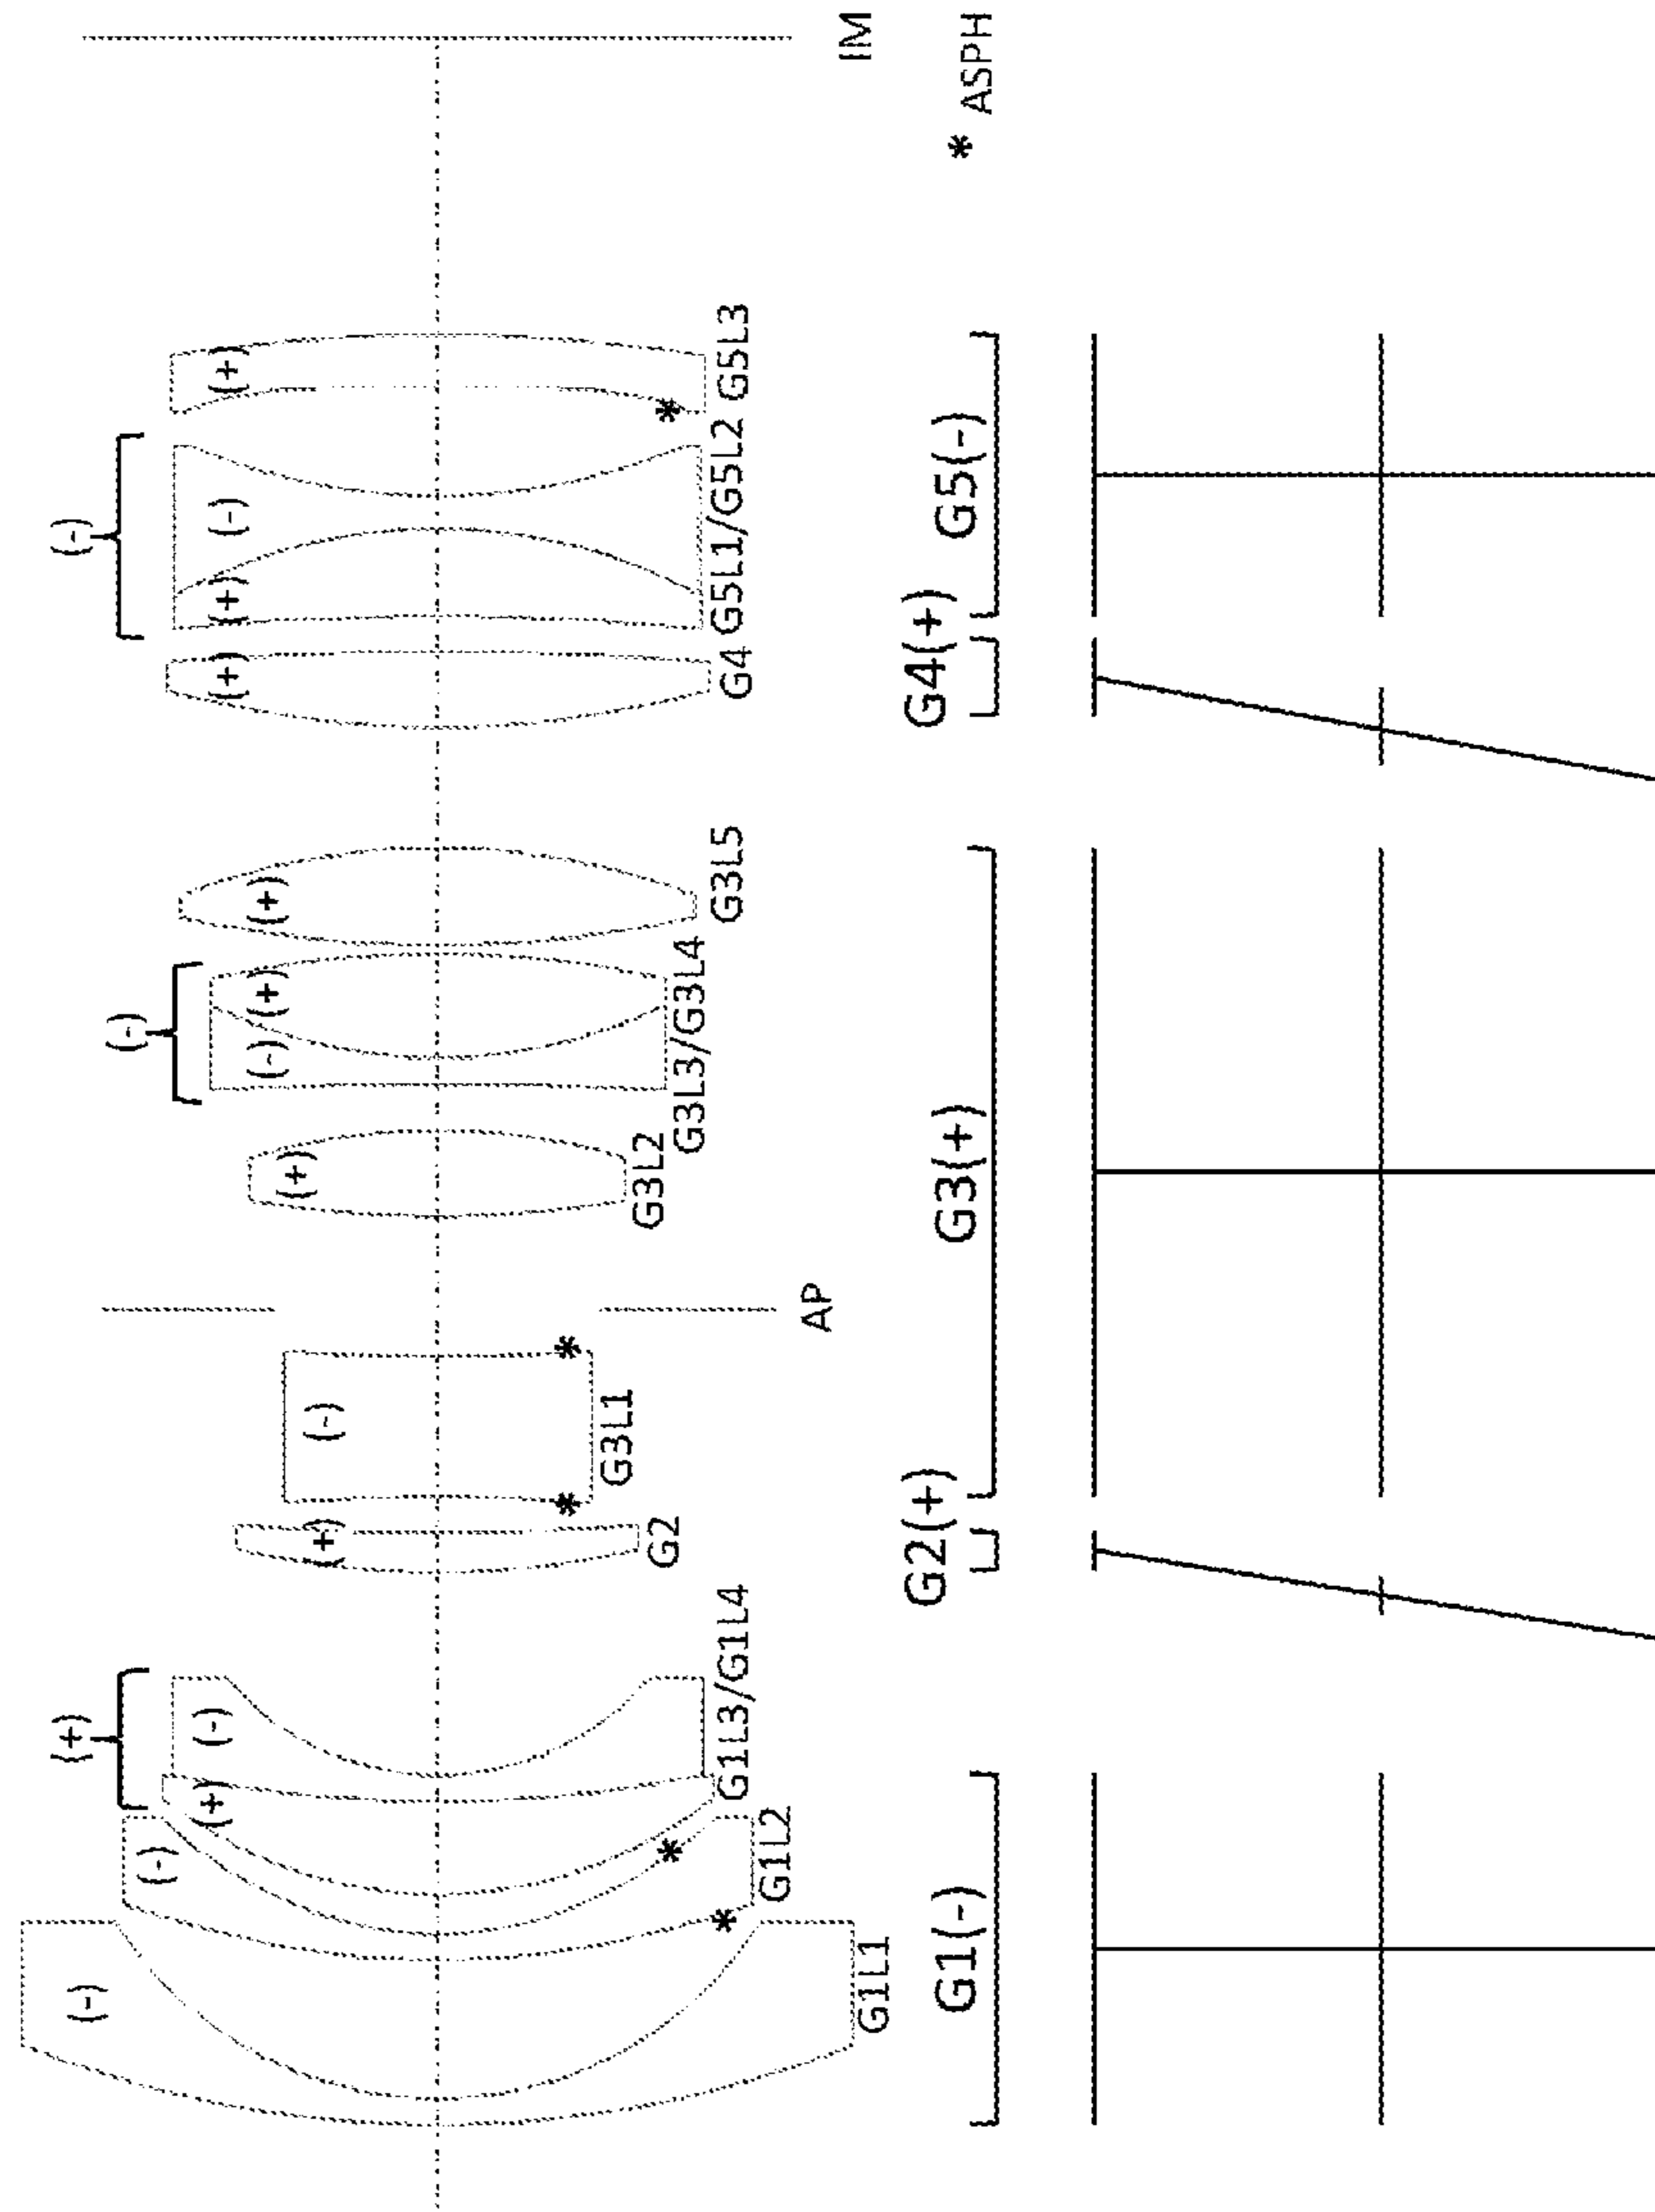 (+)
(-)
(-)
(-)
(-)
(+) (-)
(+) (+) (-) (+)
(-) (+) (+)
(+)
(+) (-)
* * * * *
*
G1L1
G1L2
G1L3/G1L4
G2
G3L1
AP
G3L2
G3L3/G3L4
G3L5
G4
G5L1/G5L2
G5L3
IM
* ASPH
G1(-) G2(+) G3(+) G4(+) G5(-)